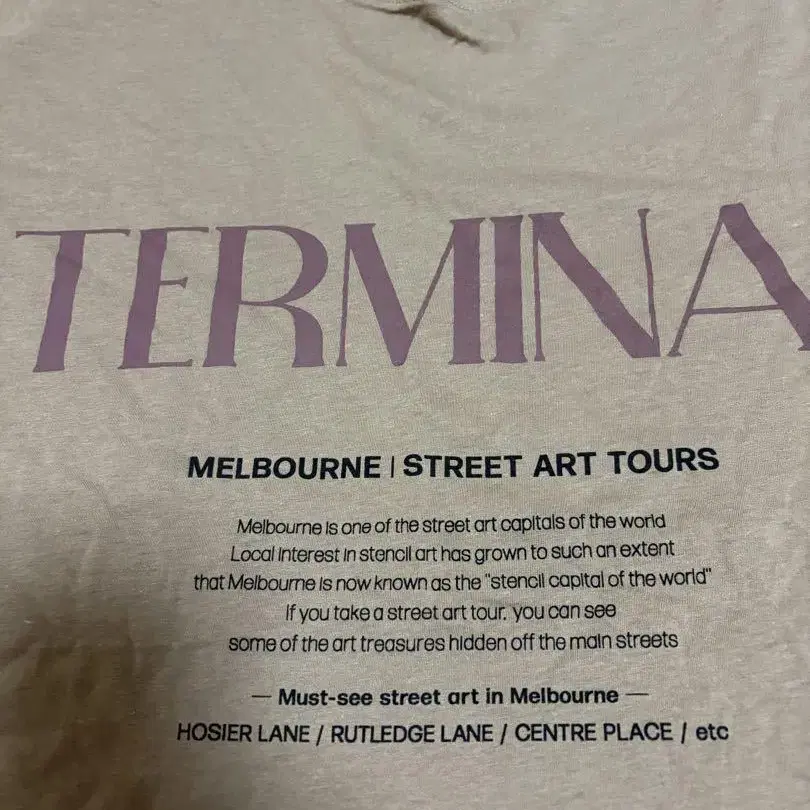 TERMINA
MELBOURNE | STREET ART TOURS
Melbourne is one of the street art capitals of the world
Local interest in stencil art has grown to such an extent
that Melbourne is now known as the "stencil capital of the world"
If you take a street art tour, you can see
some of the art treasures hidden off the main streets
— Must-see street art in Melbourne —
HOSIER LANE / RUTLEDGE LANE / CENTRE PLACE / etc